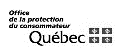 Office
de la protection
du consommateur
Québec